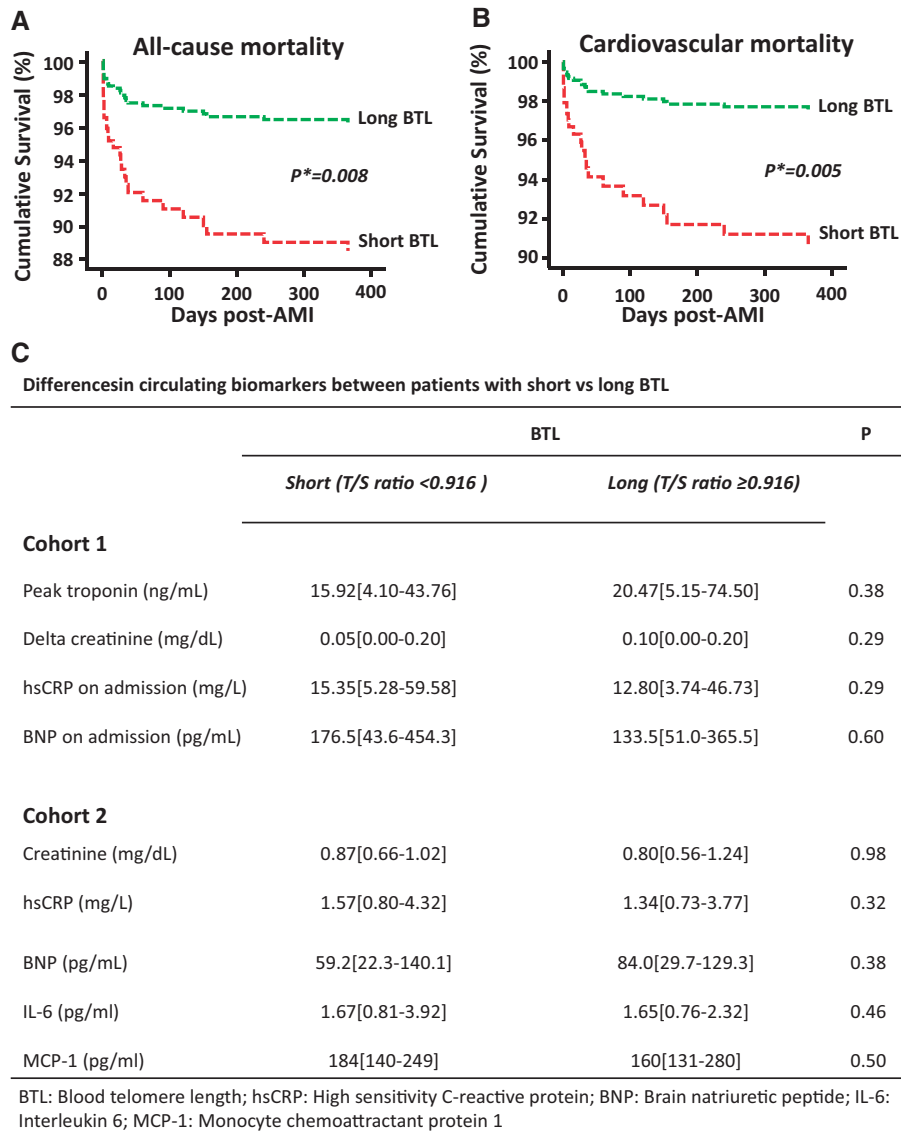 A
All-cause mortality
Cumulative Survival (%)
100
98
96
94
92
90
88
Long BTL
P*=0.008
Short BTL
0 100 200 300 400
Days post-AMI
B
Cardiovascular mortality
Cumulative Survival (%)
100
98
96
94
92
90
Long BTL
P*=0.005
Short BTL
0 100 200 300 400
Days post-AMI
C
Differencesin circulating biomarkers between patients with short vs long BTL
BTL P
Short (T/S ratio <0.916 ) Long (T/S ratio ≥0.916)
Cohort 1
Peak troponin (ng/mL) 15.92[4.10-43.76] 20.47[5.15-74.50] 0.38
Delta creatinine (mg/dL) 0.05[0.00-0.20] 0.10[0.00-0.20] 0.29
hsCRP on admission (mg/L) 15.35[5.28-59.58] 12.80[3.74-46.73] 0.29
BNP on admission (pg/mL) 176.5[43.6-454.3] 133.5[51.0-365.5] 0.60
Cohort 2
Creatinine (mg/dL) 0.87[0.66-1.02] 0.80[0.56-1.24] 0.98
hsCRP (mg/L) 1.57[0.80-4.32] 1.34[0.73-3.77] 0.32
BNP (pg/mL) 59.2[22.3-140.1] 84.0[29.7-129.3] 0.38
IL-6 (pg/ml) 1.67[0.81-3.92] 1.65[0.76-2.32] 0.46
MCP-1 (pg/ml) 184[140-249] 160[131-280] 0.50
BTL: Blood telomere length; hsCRP: High sensitivity C-reactive protein; BNP: Brain natriuretic peptide; IL-6:
Interleukin 6; MCP-1: Monocyte chemoattractant protein 1